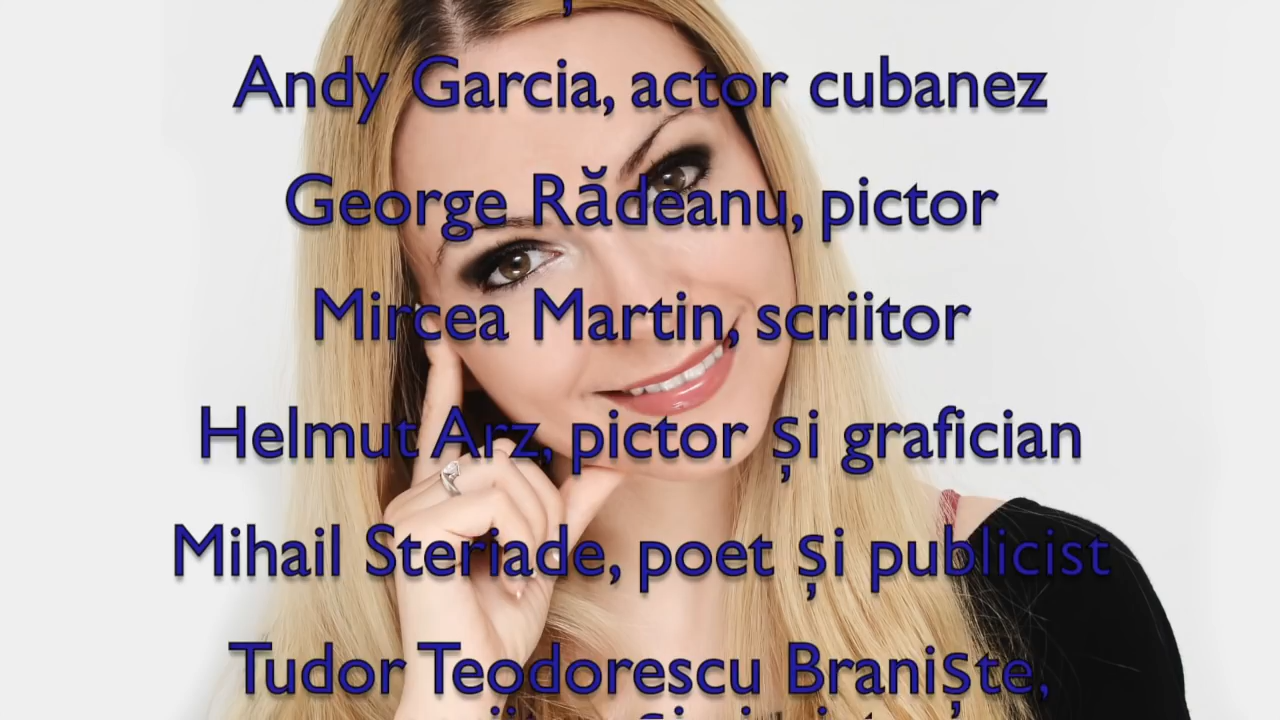 Andy Garcia, actor cubanez
George Rădeanu, pictor
Mircea Martin, scriitor
Helmut Arz, pictor și grafician
Mihail Steriade, poet și publicist
Tudor Teodorescu Braniște,